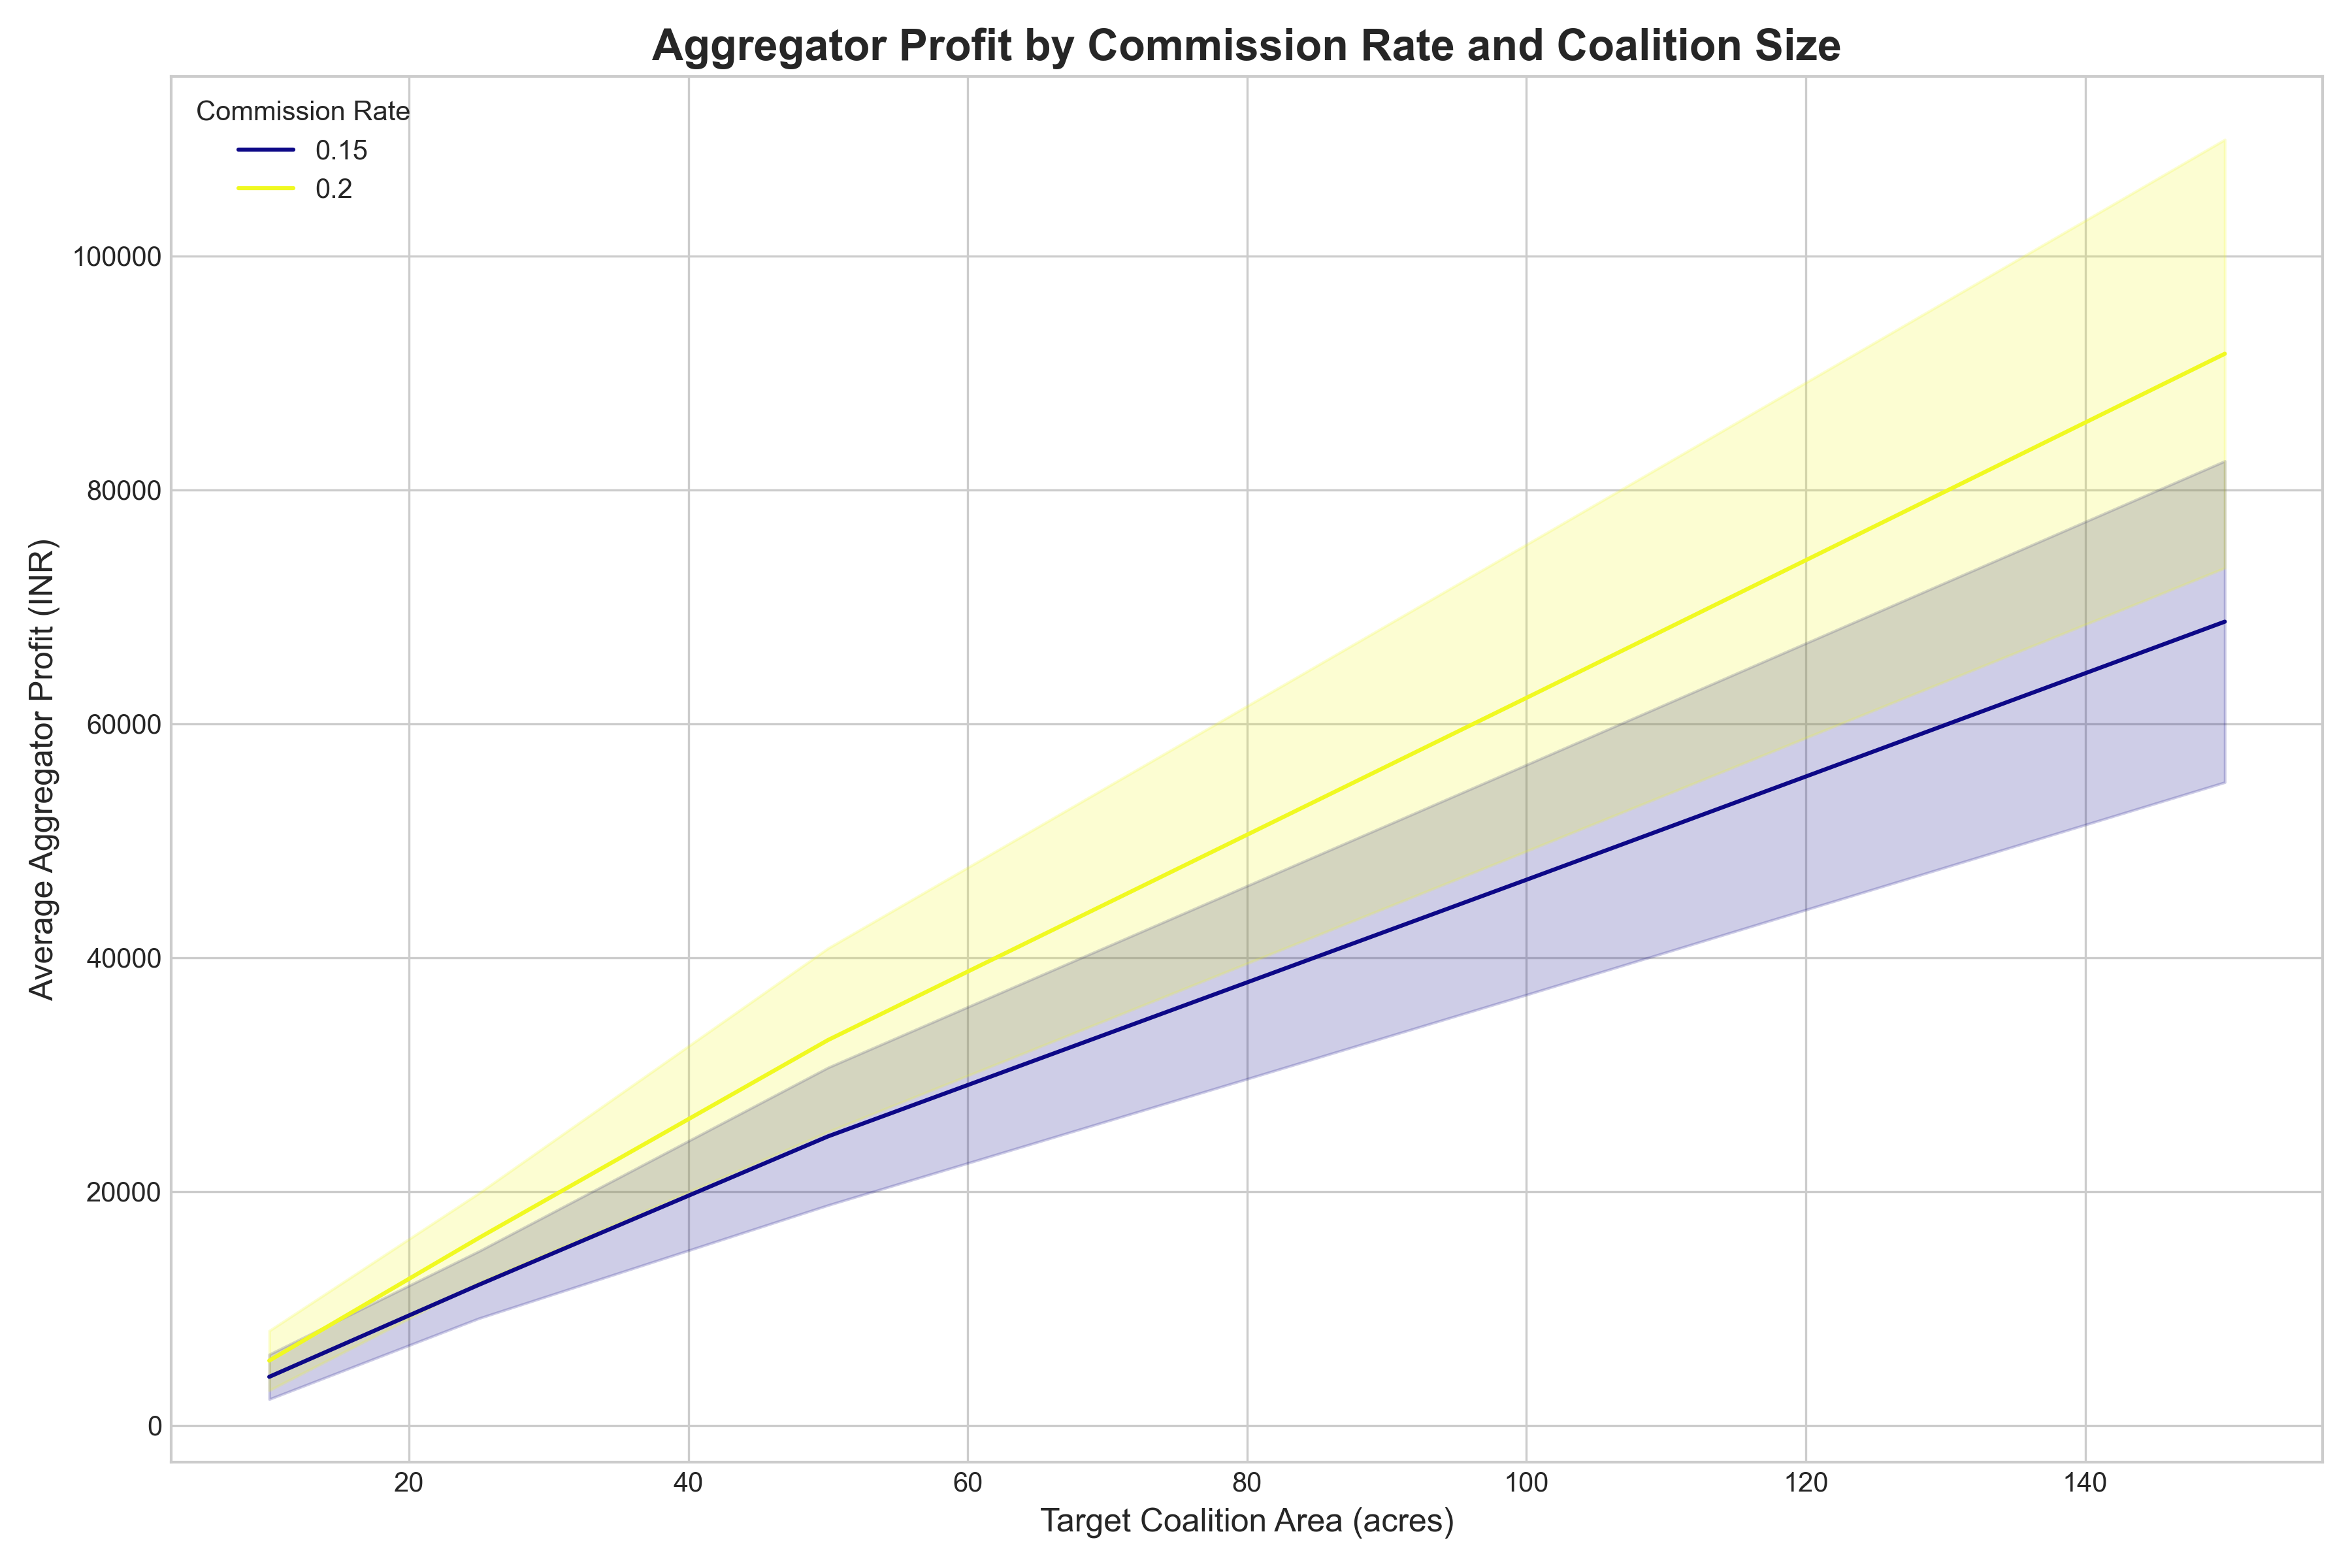 Aggregator Profit by Commission Rate and Coalition Size
Commission Rate
0.15
0.2
100000
80000
60000
40000
20000
0
Average Aggregator Profit (INR)
20 40 60 80 100 120 140
Target Coalition Area (acres)